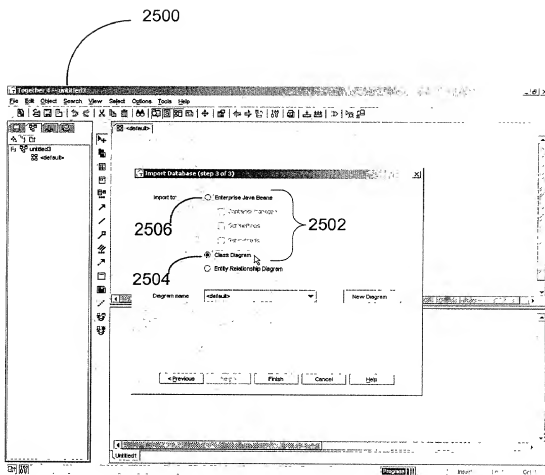 2500
Together 4 - untitled3
File Edit Object Search View Select Options Tools Help
<default>
untitled3
<default>
Import Database (step 3 of 3)
Import to:
Enterprise Java Beans
2506
2502
Class Diagram
2504
Entity Relationship Diagram
Diagram name
<default>
New Diagram
< Previous
Finish
Cancel
Help
Untitled1
Progress
Insert